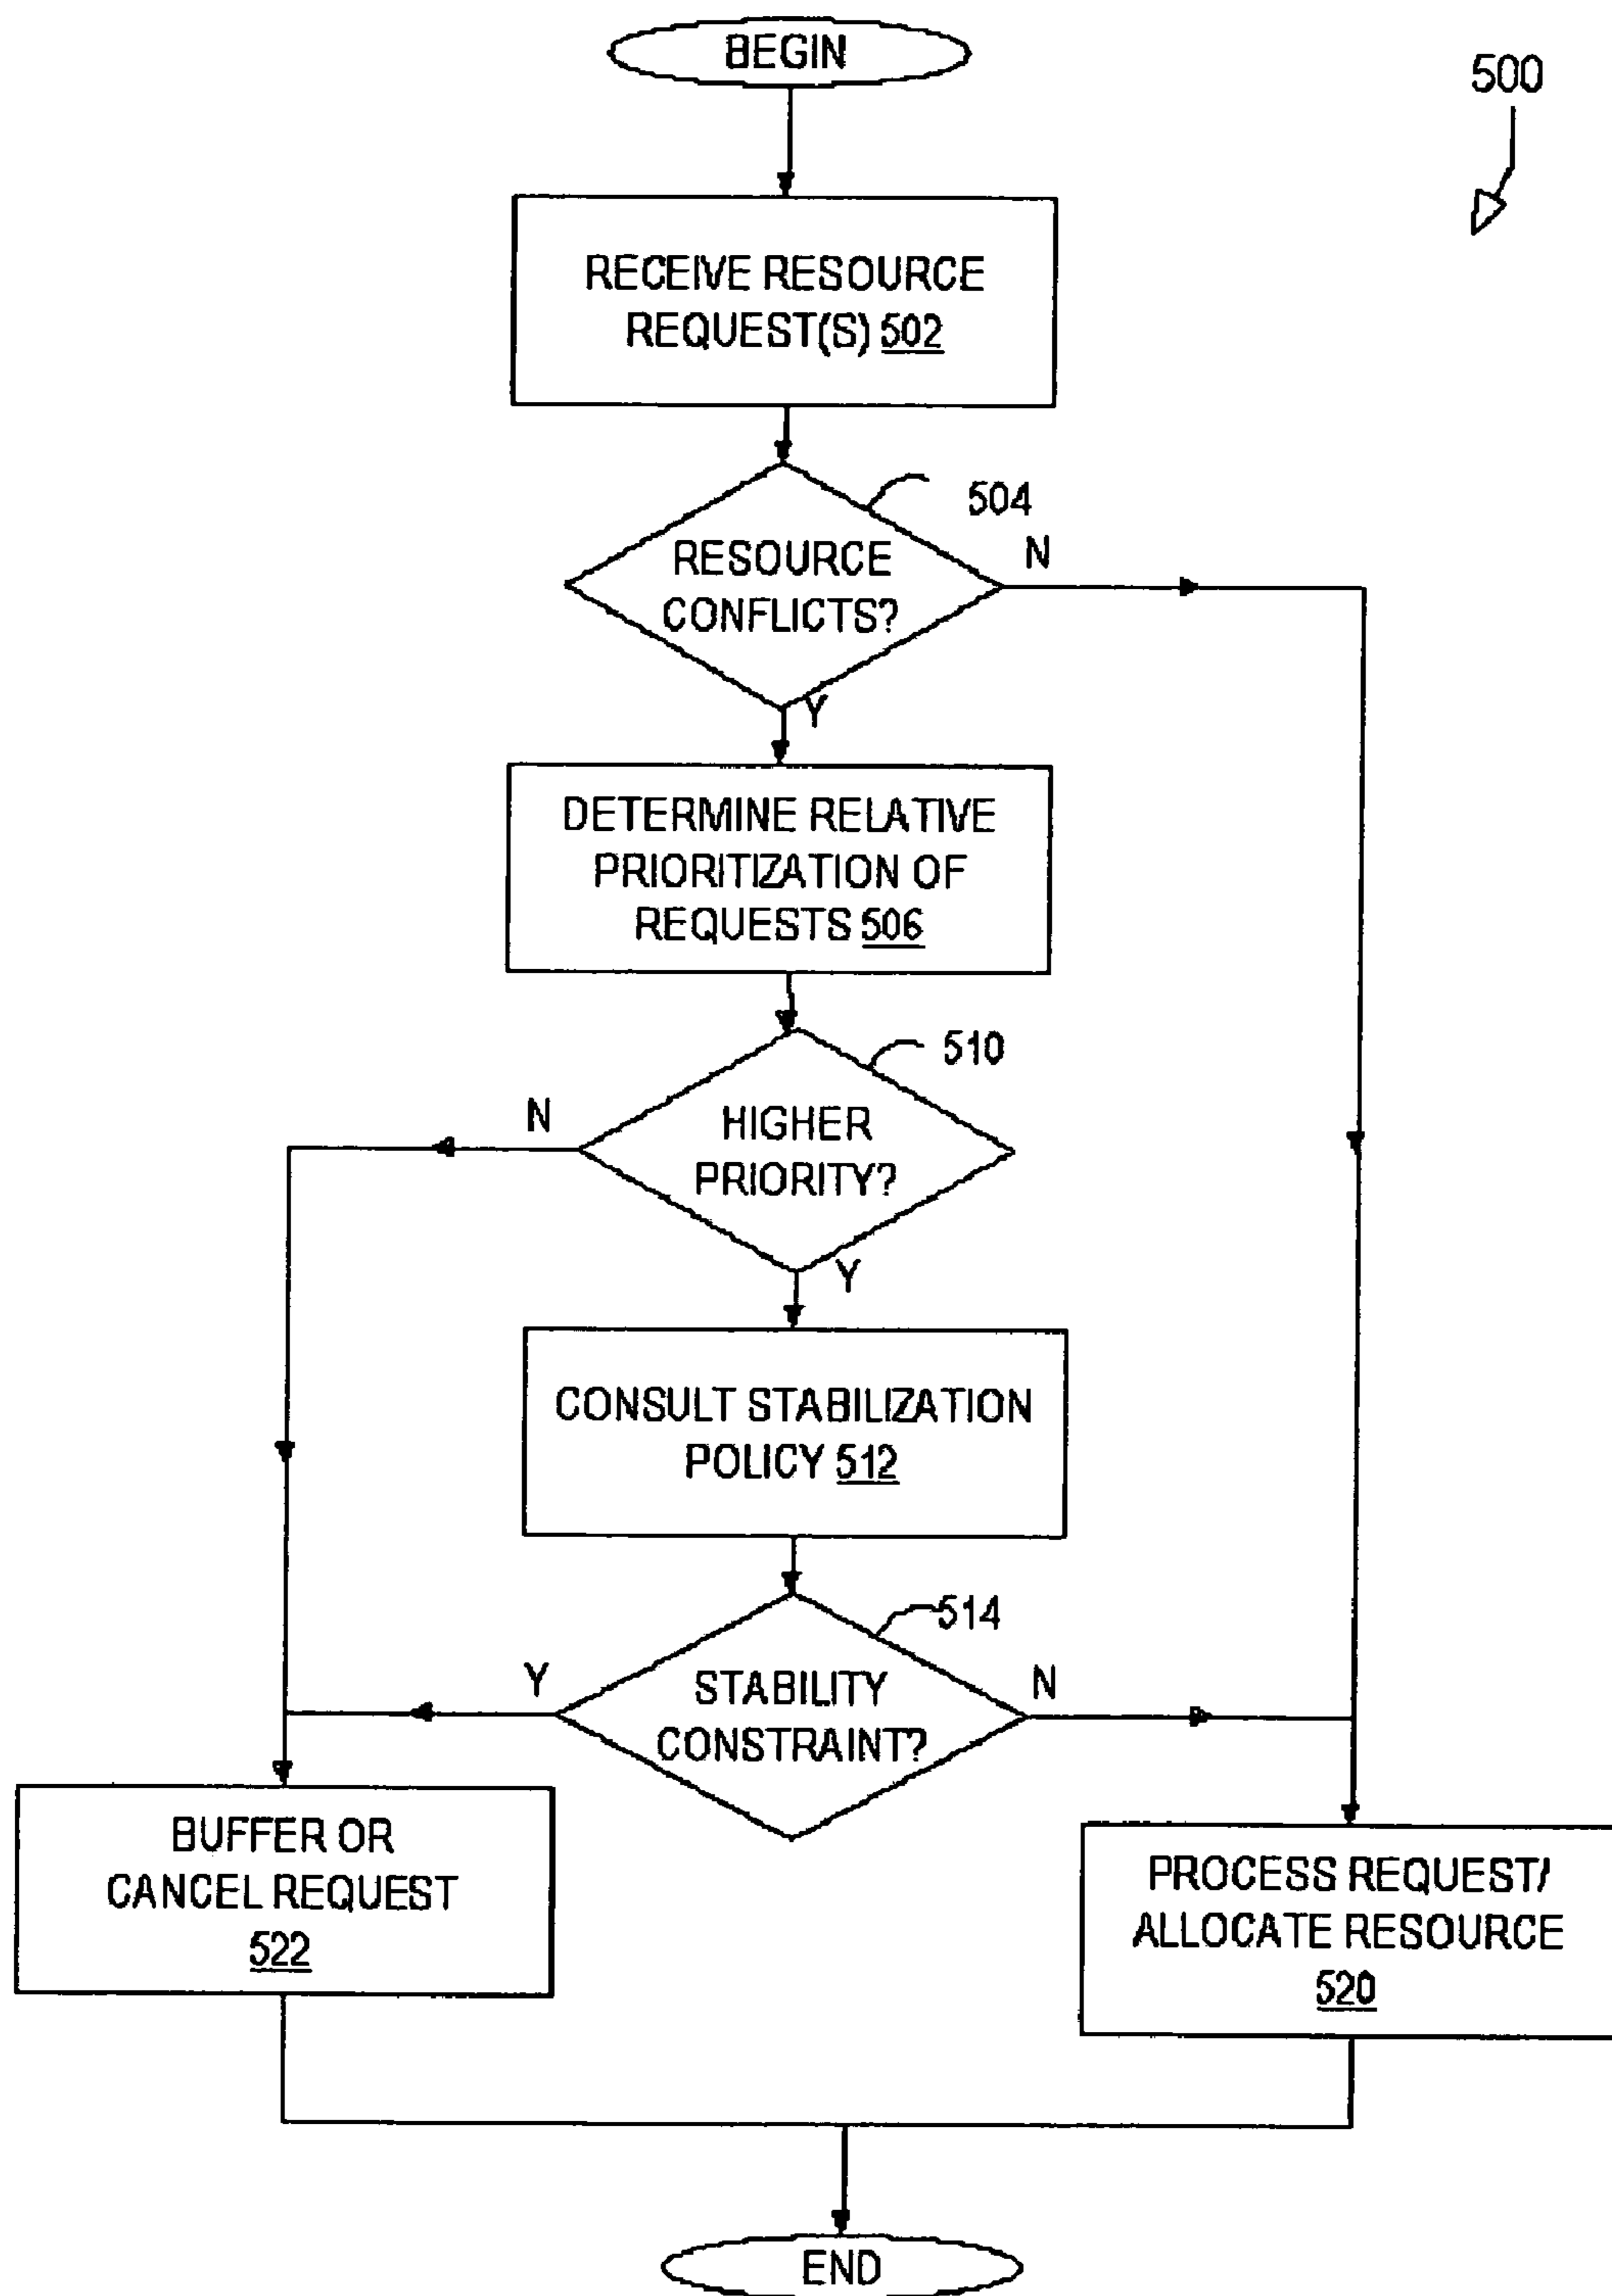 BEGIN
500
RECEIVE RESOURCE
REQUEST(S) 502
504
RESOURCE
CONFLICTS?
N
Y
DETERMINE RELATIVE
PRIORITIZATION OF
REQUESTS 506
510
N
HIGHER
PRIORITY?
Y
CONSULT STABILIZATION
POLICY 512
514
Y
STABILITY
CONSTRAINT?
N
BUFFER OR
CANCEL REQUEST
522
PROCESS REQUEST/
ALLOCATE RESOURCE
520
END